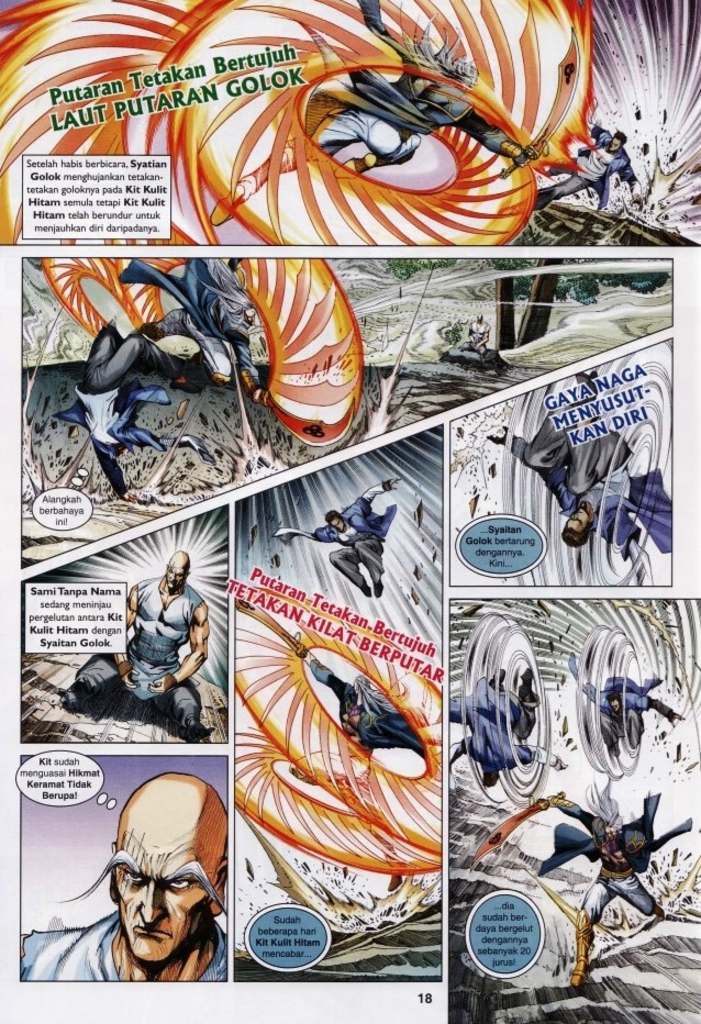 Putaran Tetakan Bertujuh
LAUT PUTARAN GOLOK
Setelah habis berbicara, Syatian
Golok menghujankan tetakan-
tetakan goloknya pada Kit Kulit
Hitam semula tetapi Kit Kulit
Hitam telah berundur untuk
menjauhkan diri daripadanya.
Alangkah
berbahaya
ini!
Sami Tanpa Nama
sedang meninjau
pergelutan antara Kit
Kulit Hitam dengan
Syaitan Golok.
Kit sudah
menguasai Hikmat
Keramat Tidak
Berupa!
Putaran Tetakan Bertujuh
TETAKAN KILAT BERPUTAR
Sudah
beberapa hari
Kit Kulit Hitam
mencabar...
GAYA NAGA
MENYUSUT-
KAN DIRI
...Syaitan
Golok bertarung
dengannya.
Kini...
...dia
sudah ber-
daya bergelut
dengannya
sebanyak 20
jurus!
18